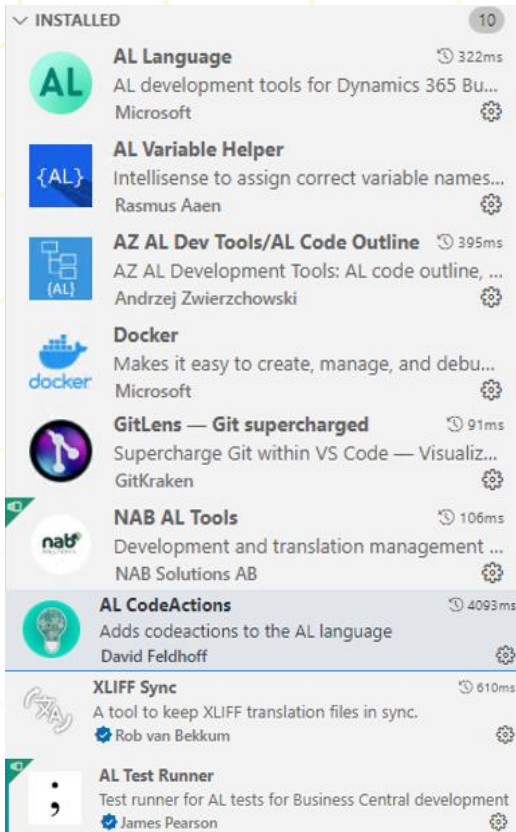 INSTALLED 10
AL
AL Language 322ms
AL development tools for Dynamics 365 Bu...
Microsoft
{AL}
AL Variable Helper
Intellisense to assign correct variable names...
Rasmus Aaen
{AL}
AZ AL Dev Tools/AL Code Outline 395ms
AZ AL Development Tools: AL code outline, ...
Andrzej Zwierzchowski
docker
Docker
Makes it easy to create, manage, and debu...
Microsoft
GitLens — Git supercharged 91ms
Supercharge Git within VS Code — Visualiz...
GitKraken
nab
NAB AL Tools 106ms
Development and translation management ...
NAB Solutions AB
AL CodeActions 4093ms
Adds codeactions to the AL language
David Feldhoff
XLIFF Sync 610ms
A tool to keep XLIFF translation files in sync.
Rob van Bekkum
;
AL Test Runner
Test runner for AL tests for Business Central development
James Pearson